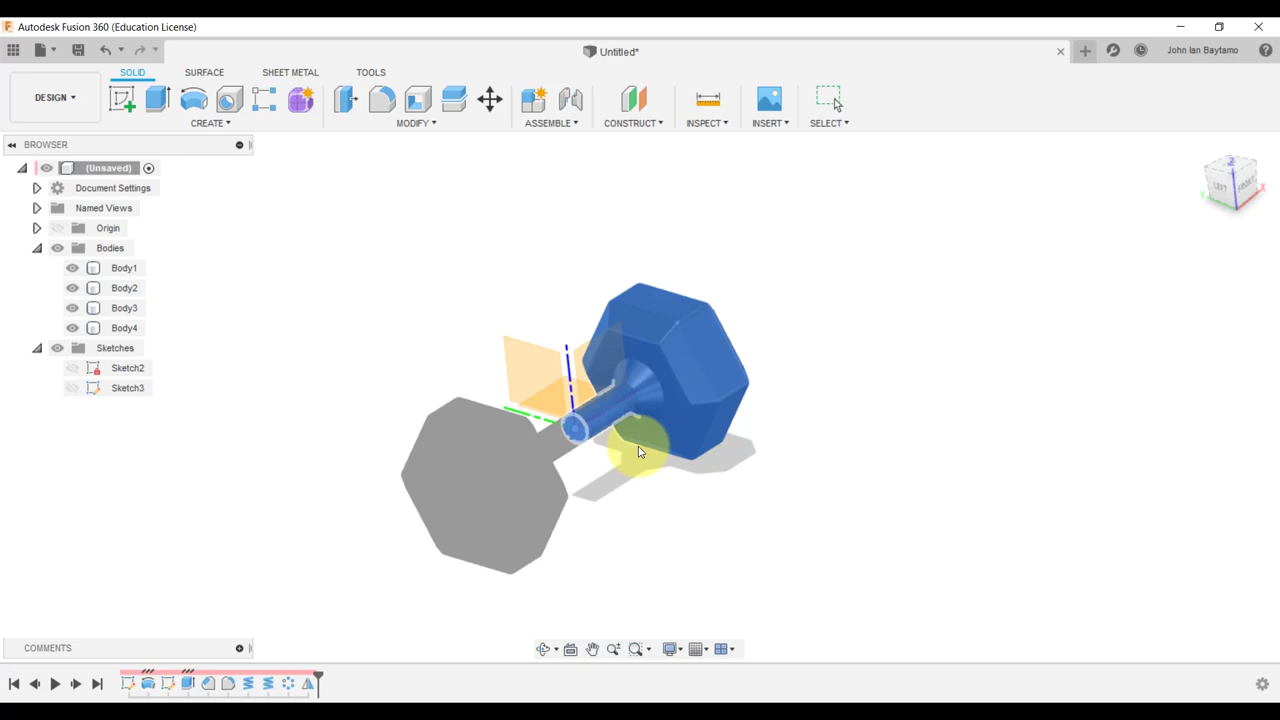 Autodesk Fusion 360 (Education License)
Untitled*
John Ian Baytamo
SOLID SURFACE SHEET METAL TOOLS
DESIGN ▾
CREATE ▾ MODIFY ▾ ASSEMBLE ▾ CONSTRUCT ▾ INSPECT ▾ INSERT ▾ SELECT ▾
BROWSER
(Unsaved)
Document Settings
Named Views
Origin
Bodies
Body1
Body2
Body3
Body4
Sketches
Sketch2
Sketch3
Z
LEFT FRONT
Y X
COMMENTS